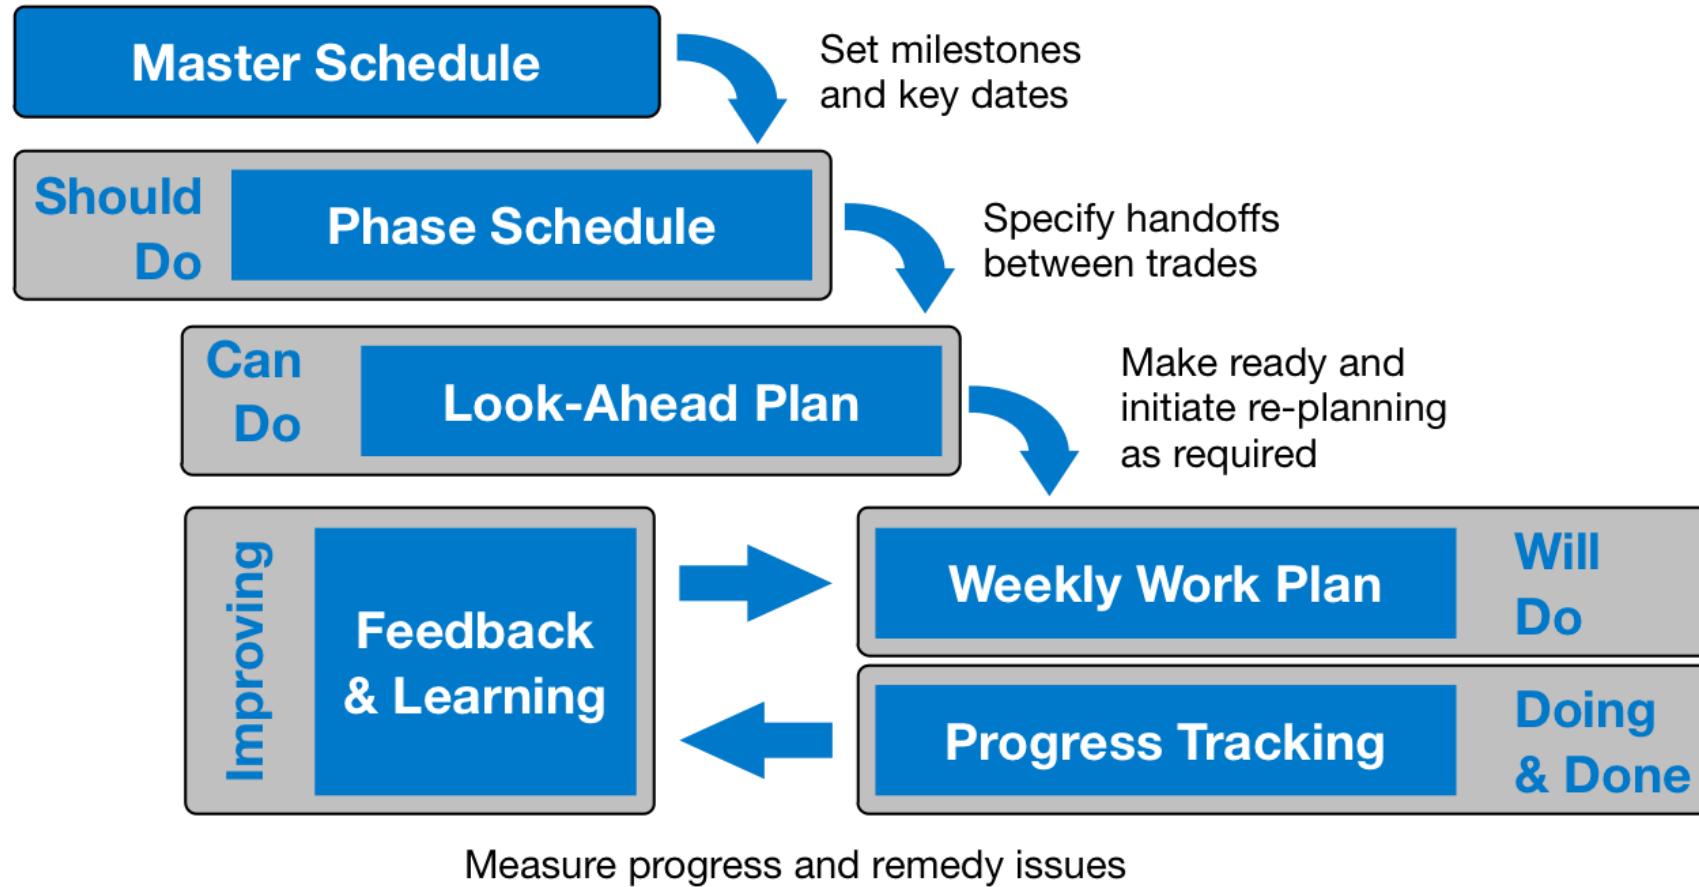 Master Schedule
Set milestones
and key dates
Should
Do
Phase Schedule
Specify handoffs
between trades
Can
Do
Look-Ahead Plan
Make ready and
initiate re-planning
as required
Improving
Feedback
& Learning
Weekly Work Plan
Will
Do
Progress Tracking
Doing
& Done
Measure progress and remedy issues